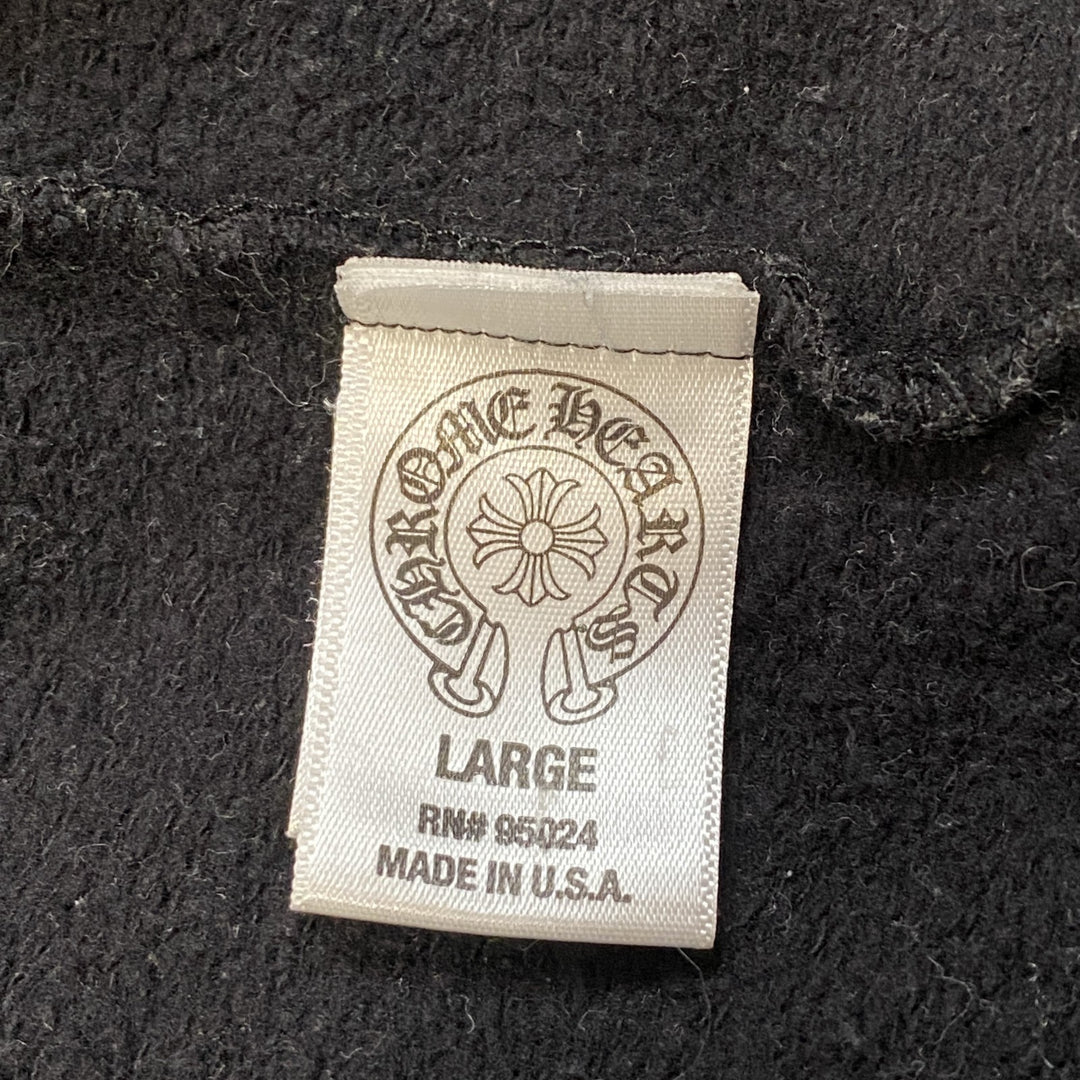 CHROME HEARTS
LARGE
RN# 95024
MADE IN U.S.A.